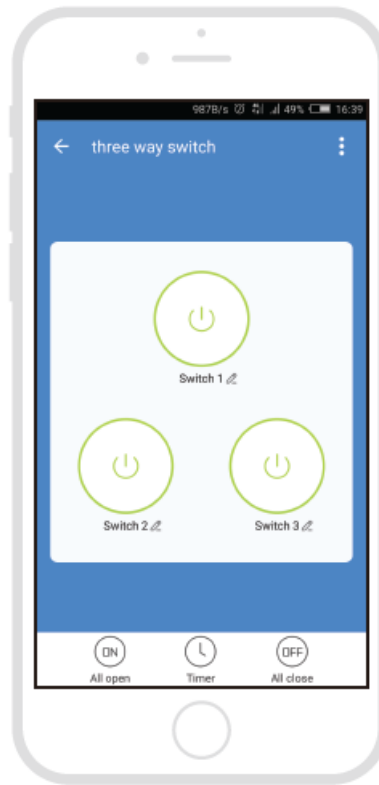 987B/s 49% 16:39
three way switch
Switch 1
Switch 2 Switch 3
ON OFF
All open Timer All close